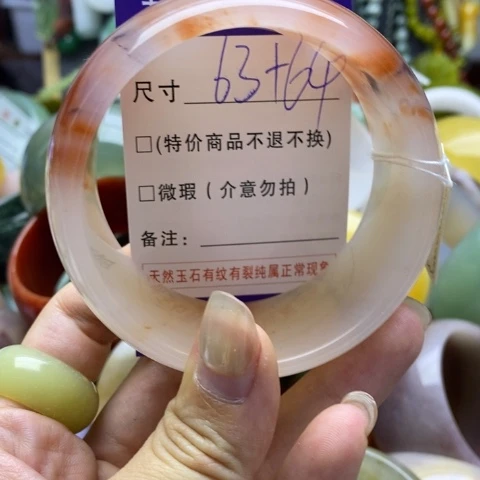 尺寸 63+64
□(特价商品不退不换)
□微瑕(介意勿拍)
备注:
天然玉石有纹有裂纯属正常现象